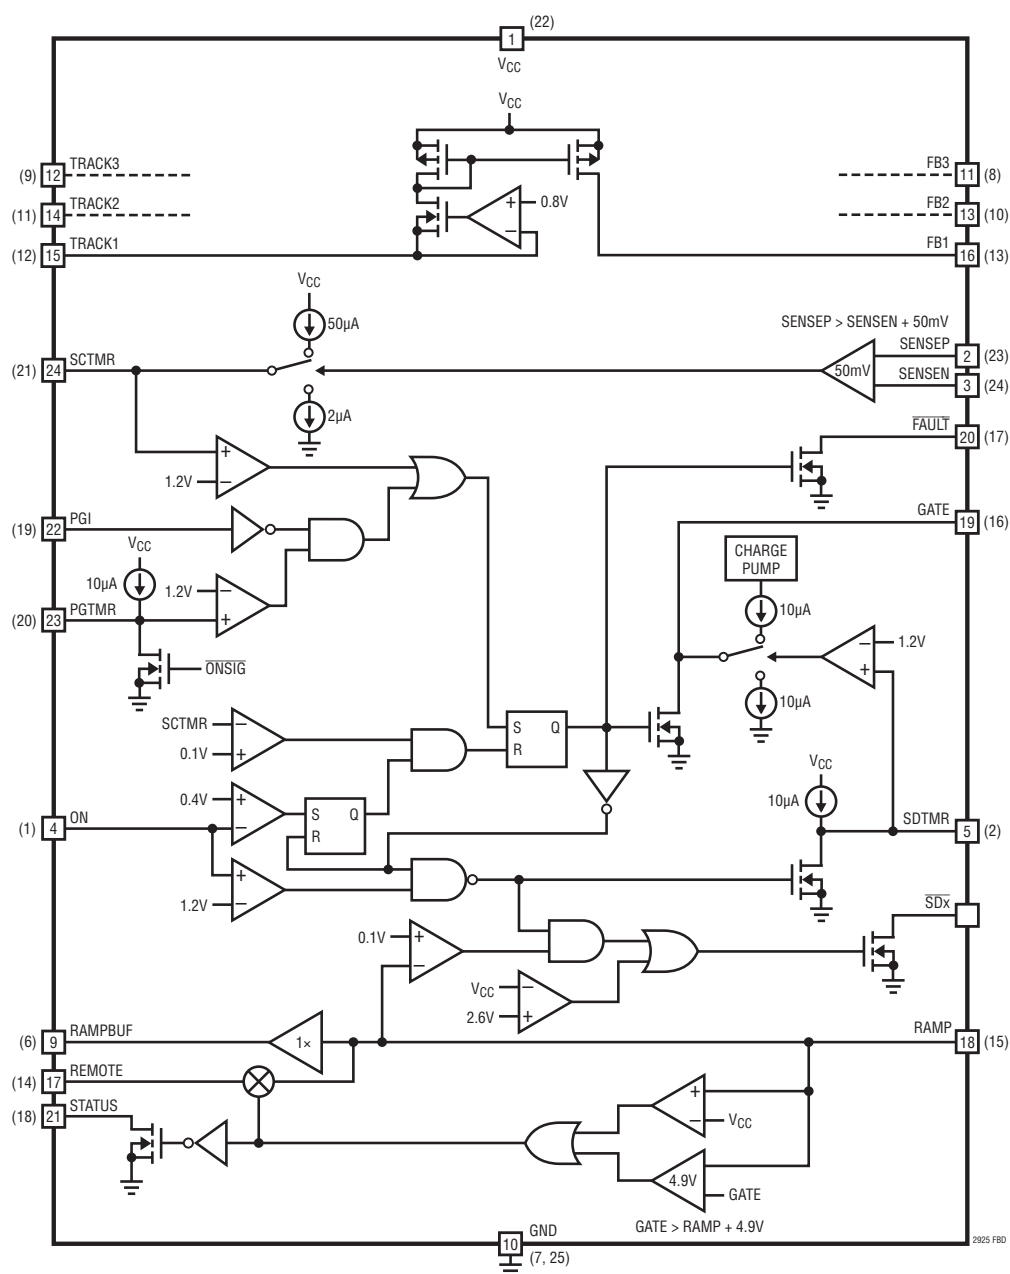 (22)
1
VCC
VCC
(9) 12 TRACK3
FB3 11 (8)
(11) 14 TRACK2
FB2 13 (10)
+ 0.8V
−
(12) 15 TRACK1
FB1 16 (13)
VCC
50µA
SENSEP > SENSEN + 50mV
SENSEP 2 (23)
(21) 24 SCTMR
50mV
SENSEN 3 (24)
2µA
FAULT 20 (17)
+
1.2V −
GATE 19 (16)
(19) 22 PGI
VCC
CHARGE
PUMP
10µA
1.2V −
10µA
(20) 23 PGTMR
+
− 1.2V
+
ONSIG
10µA
SCTMR −
0.1V +
S Q
R
VCC
10µA
0.4V +
S Q
(1) 4 ON
−
R
SDTMR 5 (2)
+
1.2V −
SDx
0.1V +
−
VCC −
2.6V +
(6) 9 RAMPBUF
1×
RAMP 18 (15)
(14) 17 REMOTE
+
(18) 21 STATUS
− VCC
4.9V
GATE
GATE > RAMP + 4.9V
10 GND
(7, 25)
2925 FBD